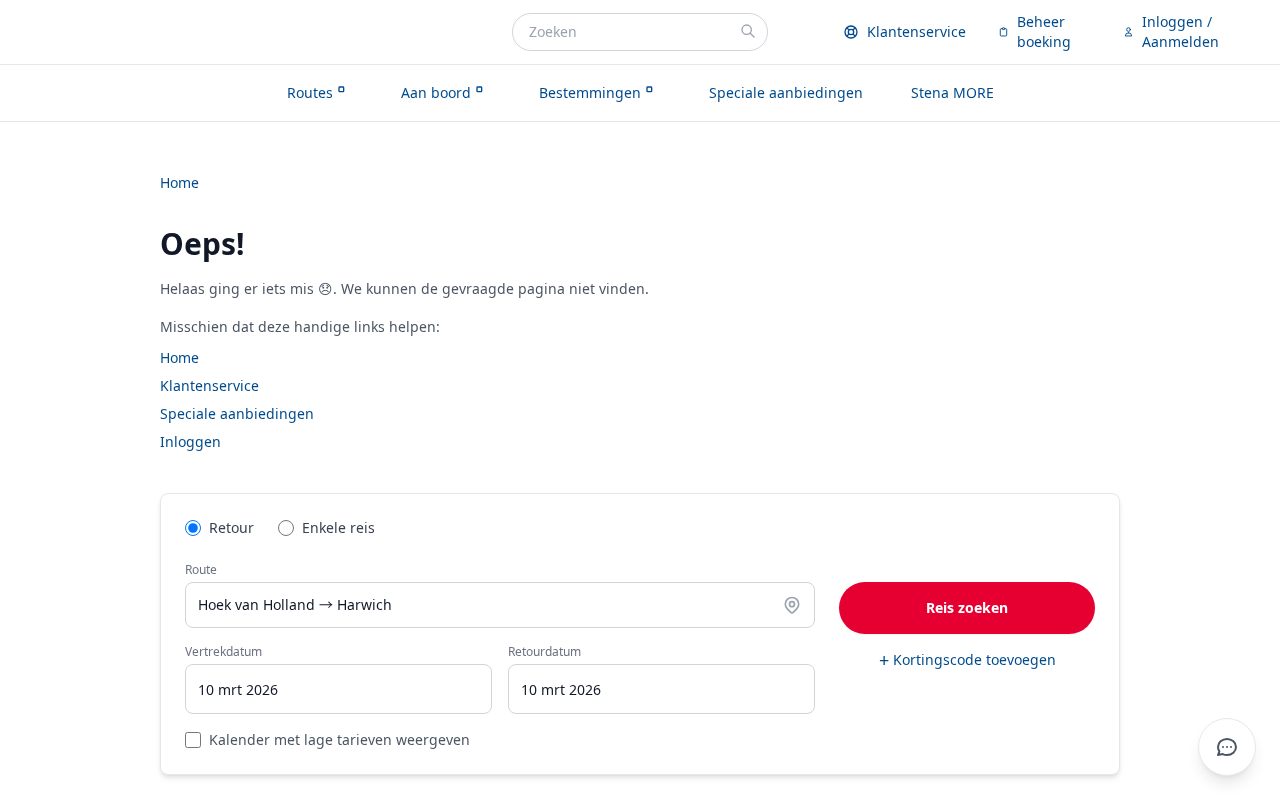 Zoeken
Klantenservice
Beheer
boeking
Inloggen /
Aanmelden
Routes
Aan boord
Bestemmingen
Speciale aanbiedingen
Stena MORE
Home
Oeps!
Helaas ging er iets mis 😞. We kunnen de gevraagde pagina niet vinden.
Misschien dat deze handige links helpen:
Home
Klantenservice
Speciale aanbiedingen
Inloggen
Retour
Enkele reis
Route
Hoek van Holland → Harwich
Reis zoeken
Vertrekdatum
Retourdatum
+ Kortingscode toevoegen
10 mrt 2026
10 mrt 2026
Kalender met lage tarieven weergeven